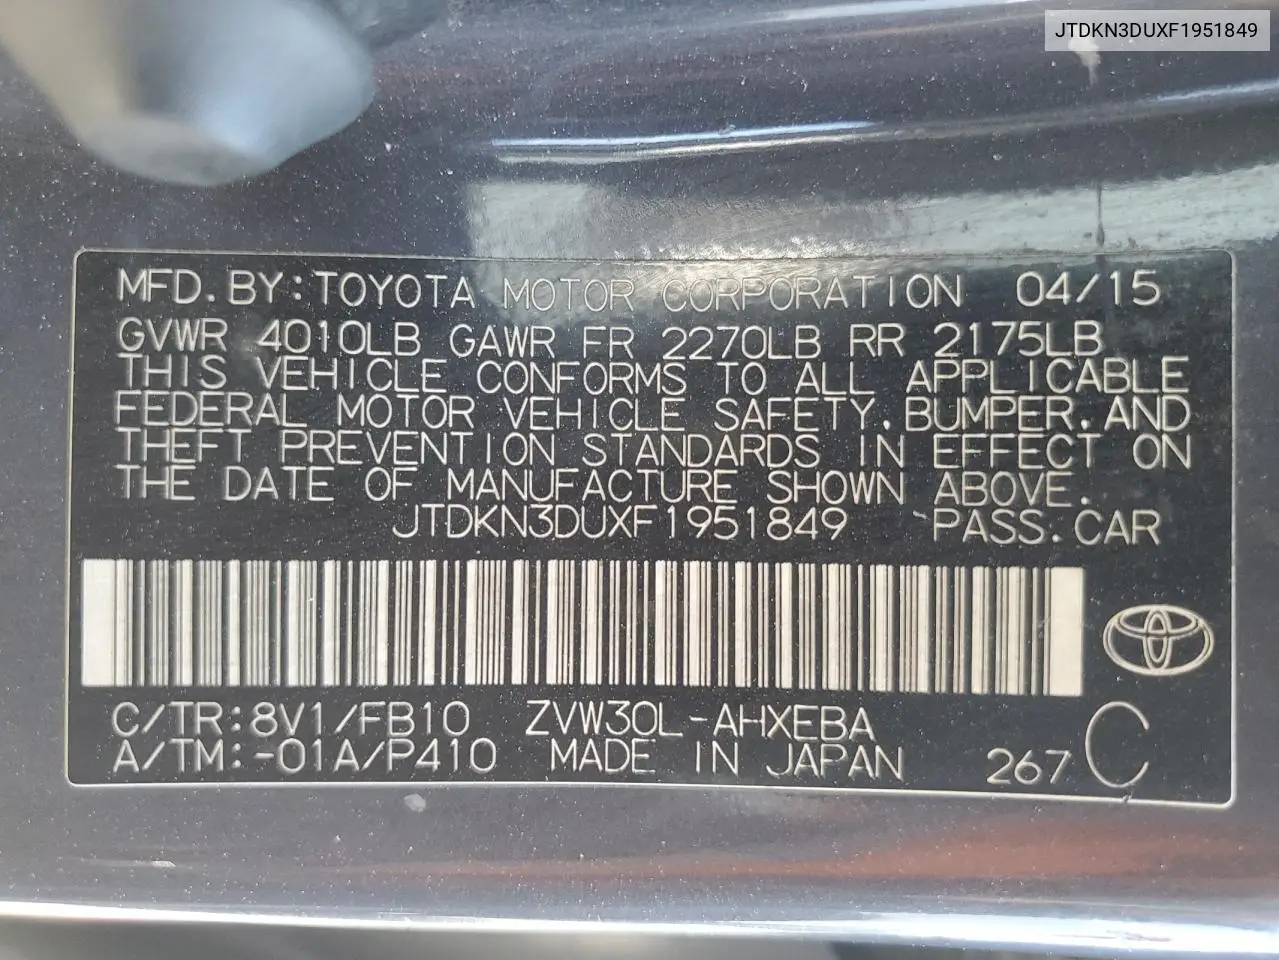 JTDKN3DUXF1951849
MFD. BY: TOYOTA MOTOR CORPORATION 04/15
GVWR 4010LB GAWR FR 2270LB RR 2175LB
THIS VEHICLE CONFORMS TO ALL APPLICABLE
FEDERAL MOTOR VEHICLE SAFETY, BUMPER, AND
THEFT PREVENTION STANDARDS IN EFFECT ON
THE DATE OF MANUFACTURE SHOWN ABOVE.
JTDKN3DUXF1951849 PASS. CAR
C/TR: 8V1/FB10 ZVW30L-AHXEBA
A/TM: -01A/P410 MADE IN JAPAN 267 C